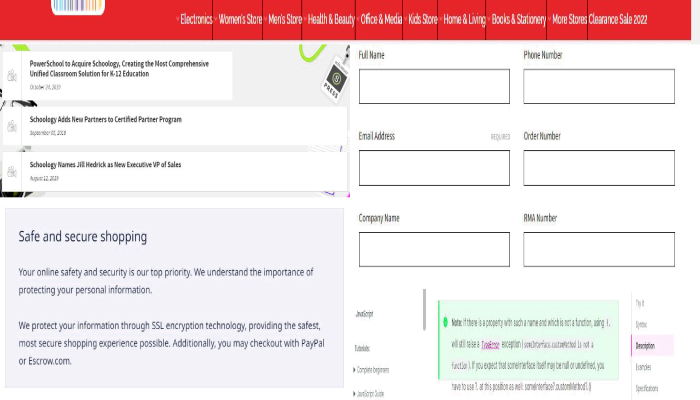 Electronics Women's Store Men's Store Health & Beauty Office & Media Kids Store Home & Living Books & Stationery More Stores Clearance Sale 2022
PowerSchool to Acquire Schoology, Creating the Most Comprehensive
Unified Classroom Solution for K-12 Education
October 24, 2019
Schoology Adds New Partners to Certified Partner Program
September 05, 2019
Schoology Names Jill Hedrick as New Executive VP of Sales
August 12, 2019
PRESS
Safe and secure shopping
Your online safety and security is our top priority. We understand the importance of
protecting your personal information.
We protect your information through SSL encryption technology, providing the safest,
most secure shopping experience possible. Additionally, you may checkout with PayPal
or Escrow.com.
Full Name
Phone Number
Email Address REQUIRED
Order Number
Company Name
RMA Number
JavaScript
Tutorials:
Complete beginners
JavaScript Guide
Note: If there is a property with such a name and which is not a function, using ?.
will still raise a TypeError exception (someInterface.customMethod is not a
function). If you expect that someInterface itself may be null or undefined, you
have to use ?. at this position as well: someInterface?.customMethod?.()
Try it
Syntax
Description
Examples
Specifications